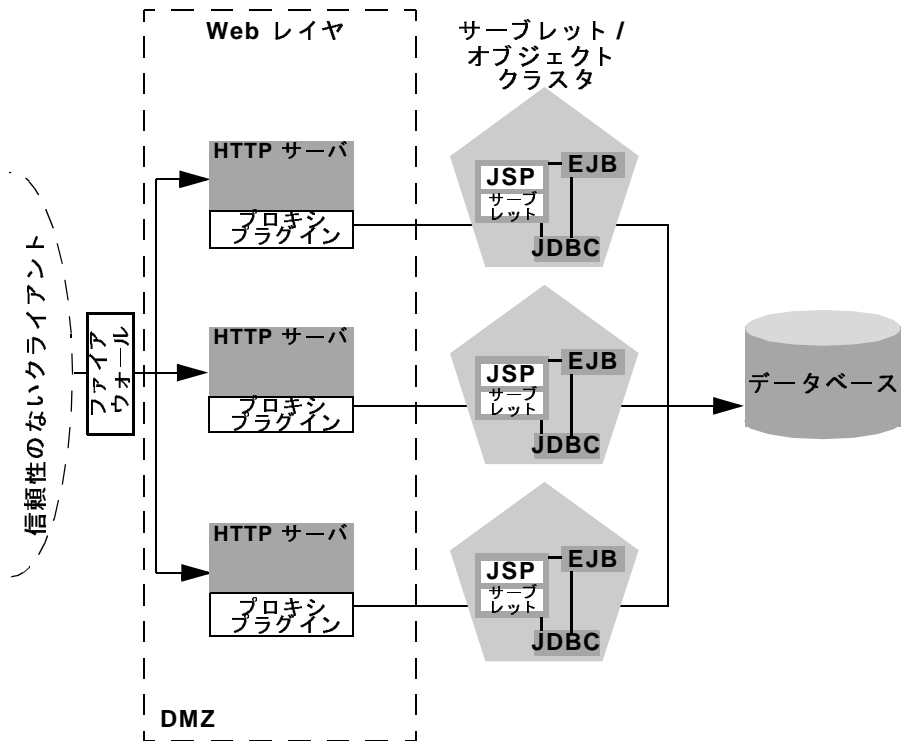 Web レイヤ
サーブレット /
オブジェクト
クラスタ
信頼性のないクライアント
ファイア
ウォール
HTTP サーバ
プロキシ
プラグイン
JSP
サーブ
レット
EJB
JDBC
HTTP サーバ
プロキシ
プラグイン
JSP
サーブ
レット
EJB
JDBC
データベース
HTTP サーバ
プロキシ
プラグイン
JSP
サーブ
レット
EJB
JDBC
DMZ